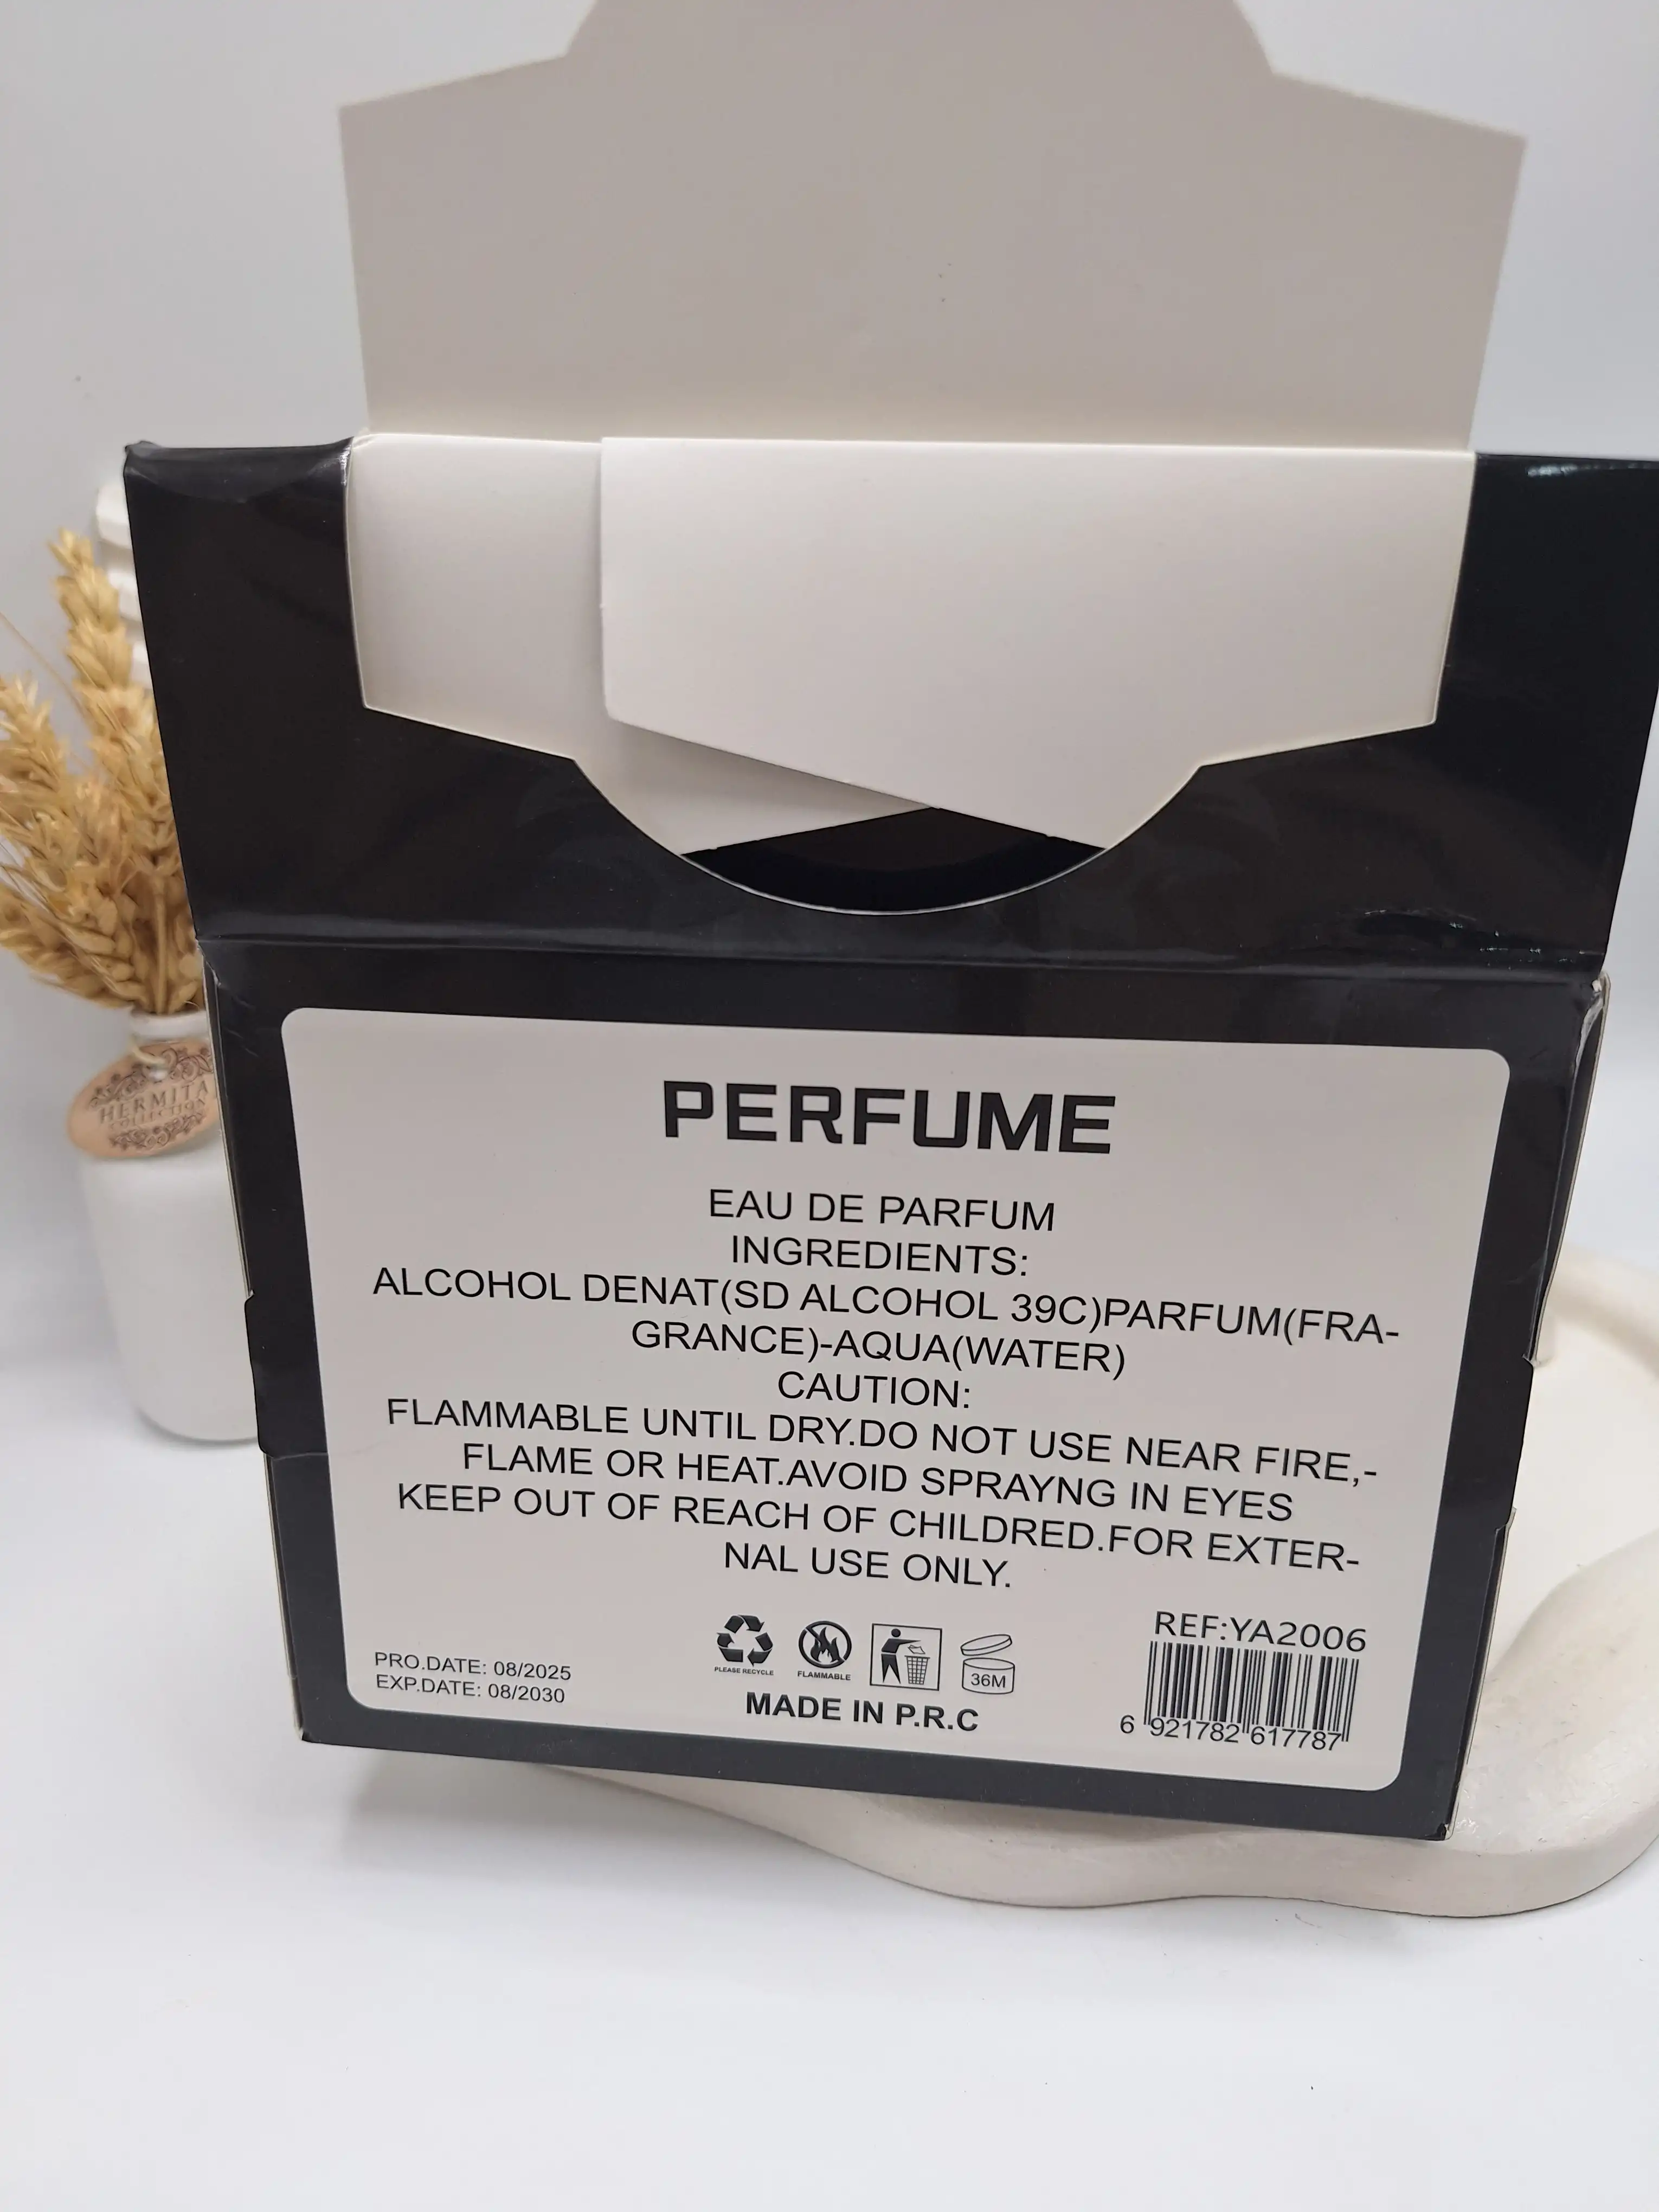 HERMITA
COLLECTION
PERFUME
EAU DE PARFUM
INGREDIENTS:
ALCOHOL DENAT(SD ALCOHOL 39C)PARFUM(FRA-
GRANCE)-AQUA(WATER)
CAUTION:
FLAMMABLE UNTIL DRY.DO NOT USE NEAR FIRE,-
FLAME OR HEAT.AVOID SPRAYNG IN EYES
KEEP OUT OF REACH OF CHILDRED.FOR EXTER-
NAL USE ONLY.
PRO.DATE: 08/2025
EXP.DATE: 08/2030
PLEASE RECYCLE
FLAMMABLE
36M
MADE IN P.R.C
REF:YA2006
6 921782 617787